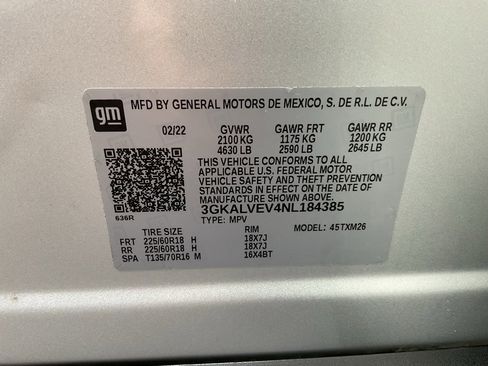 gm MFD BY GENERAL MOTORS DE MEXICO, S. DE R.L. DE C.V.
02/22 GVWR GAWR FRT GAWR RR
2100 KG 1175 KG 1200 KG
4630 LB 2590 LB 2645 LB
THIS VEHICLE CONFORMS TO ALL
APPLICABLE U.S. FEDERAL MOTOR
VEHICLE SAFETY AND THEFT PREVENTION
STANDARDS IN EFFECT ON THE DATE OF
MANUFACTURE SHOWN ABOVE.
3GKALVEV4NL184385
636R TYPE: MPV MODEL: 45TXM26
TIRE SIZE RIM
FRT 225/60R18 H 18X7J
RR 225/60R18 H 18X7J
SPA T135/70R16 M 16X4BT